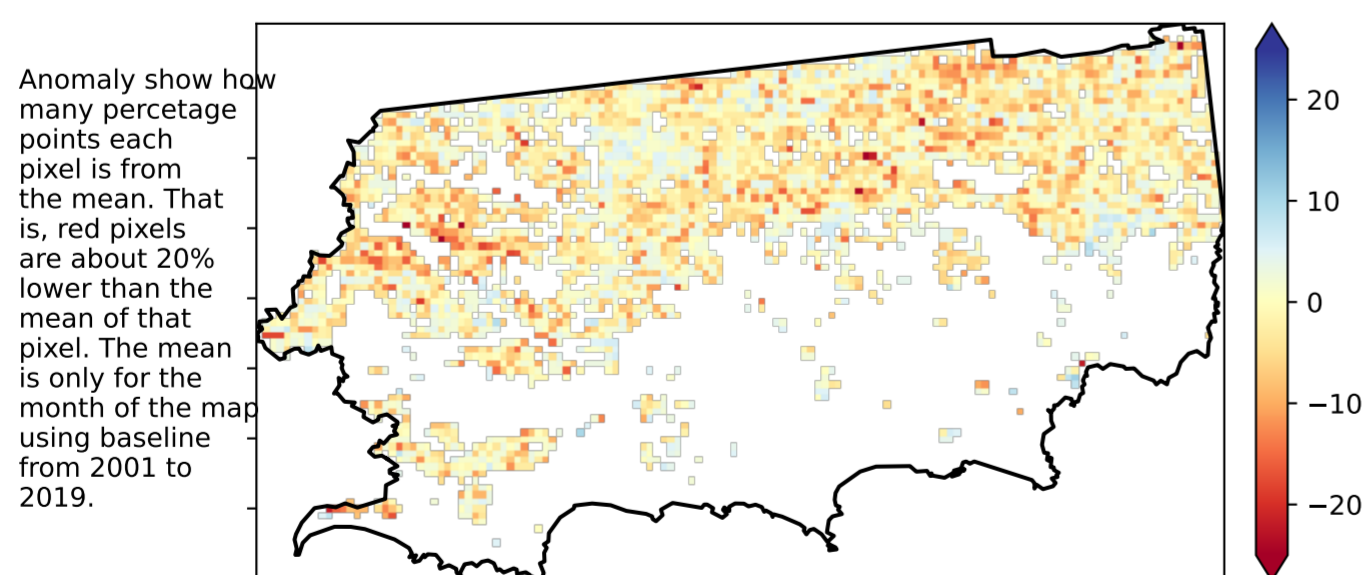 Anomaly show how
many percetage
points each
pixel is from
the mean. That
is, red pixels
are about 20%
lower than the
mean of that
pixel. The mean
is only for the
month of the map
using baseline
from 2001 to
2019.
20
10
0
−10
−20